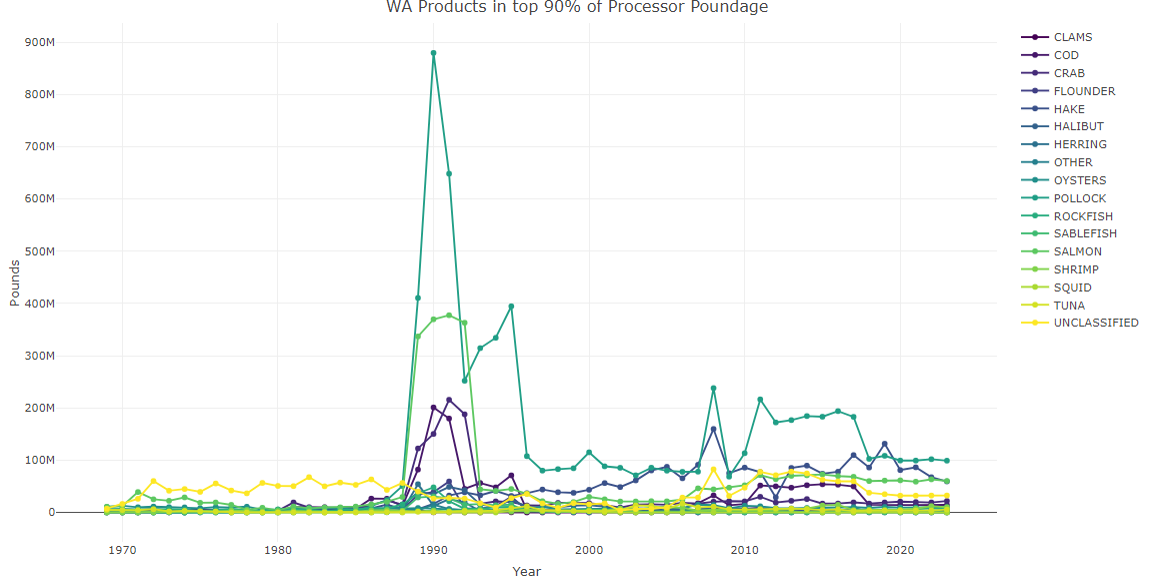 WA Products in top 90% of Processor Poundage
900M
800M
700M
600M
500M
400M
300M
200M
100M
0
Pounds
1970
1980
1990
2000
2010
2020
Year
CLAMS
COD
CRAB
FLOUNDER
HAKE
HALIBUT
HERRING
OTHER
OYSTERS
POLLOCK
ROCKFISH
SABLEFISH
SALMON
SHRIMP
SQUID
TUNA
UNCLASSIFIED